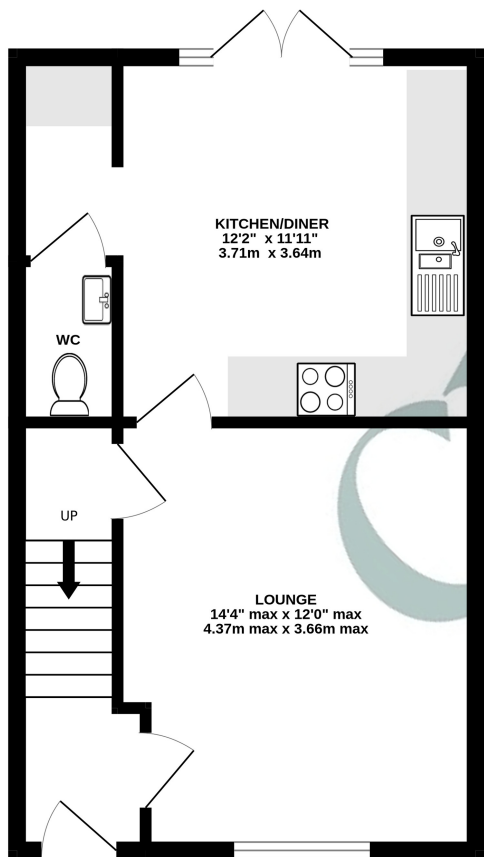 KITCHEN/DINER
12'2" x 11'11"
3.71m x 3.64m
WC
UP
LOUNGE
14'4" max x 12'0" max
4.37m max x 3.66m max